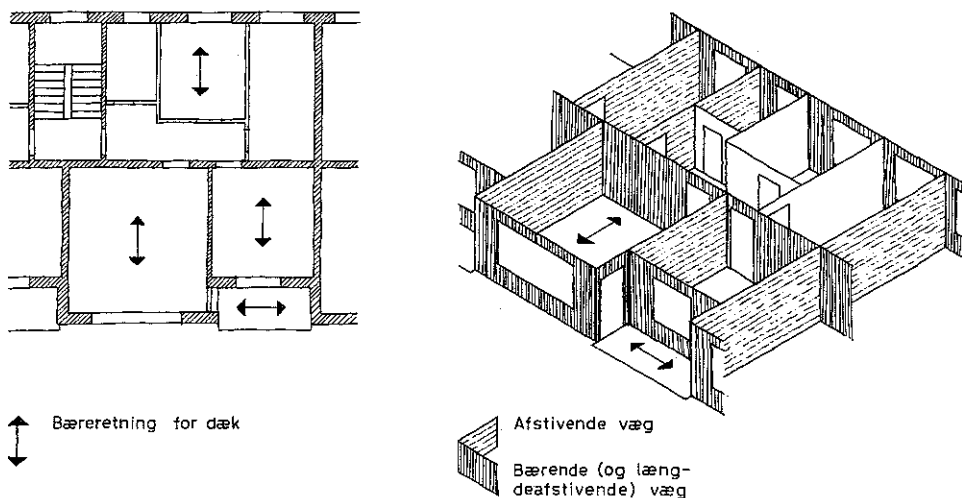 Bæreretning for dæk
Afstivende væg
Bærende (og læng-
deafstivende) væg